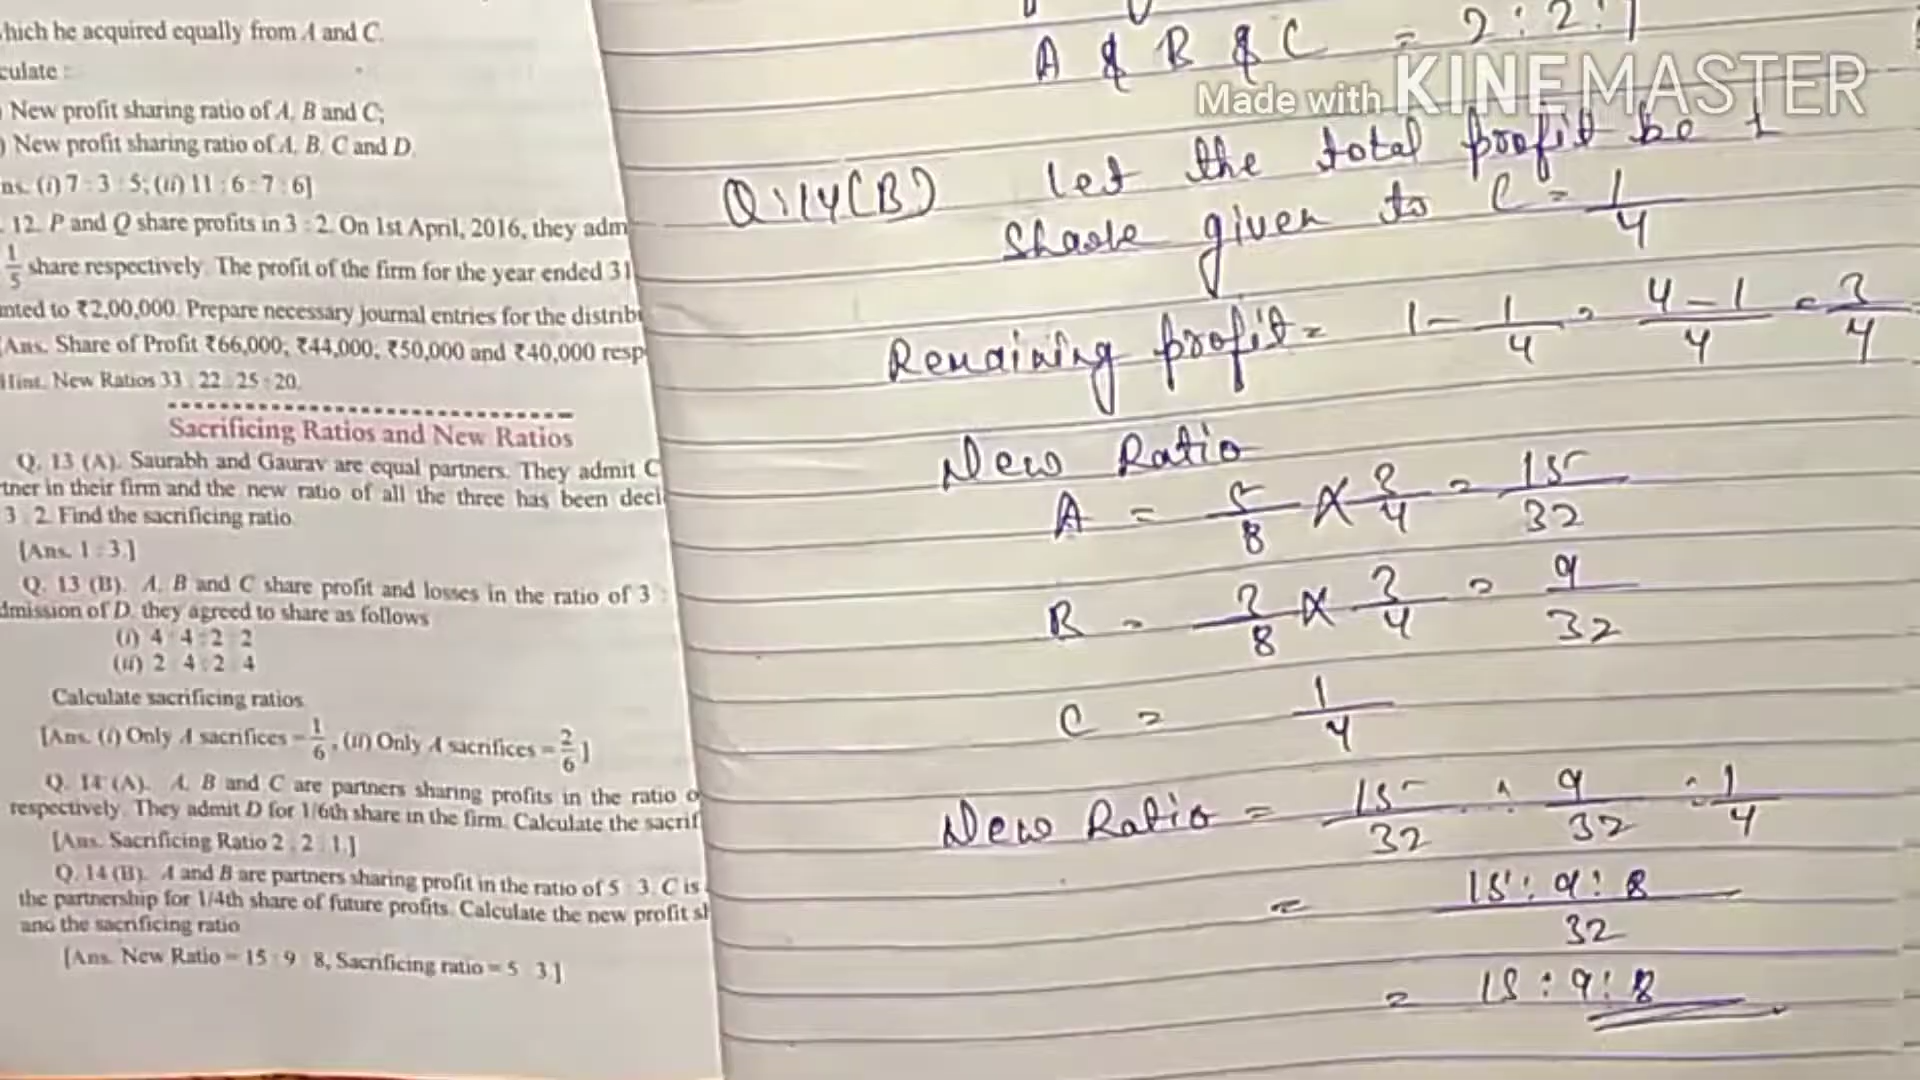 hich he acquired equally from A and C.
culate :
) New profit sharing ratio of A, B and C;
) New profit sharing ratio of A, B, C and D.
ns. (i) 7 : 3 : 5; (ii) 11 : 6 : 7 : 6]
12. P and Q share profits in 3 : 2. On 1st April, 2016, they adm
1/5 share respectively. The profit of the firm for the year ended 31
nted to ₹2,00,000. Prepare necessary journal entries for the distrib
Ans. Share of Profit ₹66,000; ₹44,000; ₹50,000 and ₹40,000 resp
Hint. New Ratios 33 : 22 : 25 : 20.
Sacrificing Ratios and New Ratios
Q. 13 (A). Saurabh and Gaurav are equal partners. They admit C
tner in their firm and the new ratio of all the three has been decl
3 : 2. Find the sacrificing ratio.
[Ans. 1 : 3.]
Q. 13 (B). A, B and C share profit and losses in the ratio of 3 :
dmission of D, they agreed to share as follows
(i) 4 : 4 : 2 : 2
(ii) 2 : 4 : 2 : 4
Calculate sacrificing ratios.
[Ans. (i) Only A sacrifices = 1/6, (ii) Only A sacrifices = 2/6]
Q. 14 (A). A, B and C are partners sharing profits in the ratio o
respectively. They admit D for 1/6th share in the firm. Calculate the sacrif
[Ans. Sacrificing Ratio 2 : 2 : 1.]
Q. 14 (B). A and B are partners sharing profit in the ratio of 5 : 3. C is
the partnership for 1/4th share of future profits. Calculate the new profit sh
and the sacrificing ratio
[Ans. New Ratio = 15 : 9 : 8, Sacrificing ratio = 5 : 3.]
A & B & C = 2 : 2 : 1
Made with KINEMASTER
Q:14(B) Let the total profit be 1
Share given to C = 1/4
Remaining profit = 1 - 1/4 = 4-1/4 = 3/4
New Ratio
A = 5/8 × 3/4 = 15/32
B = 3/8 × 3/4 = 9/32
C = 1/4
New Ratio = 15/32 : 9/32 : 1/4
= 15 : 9 : 8/32
= 15 : 9 : 8